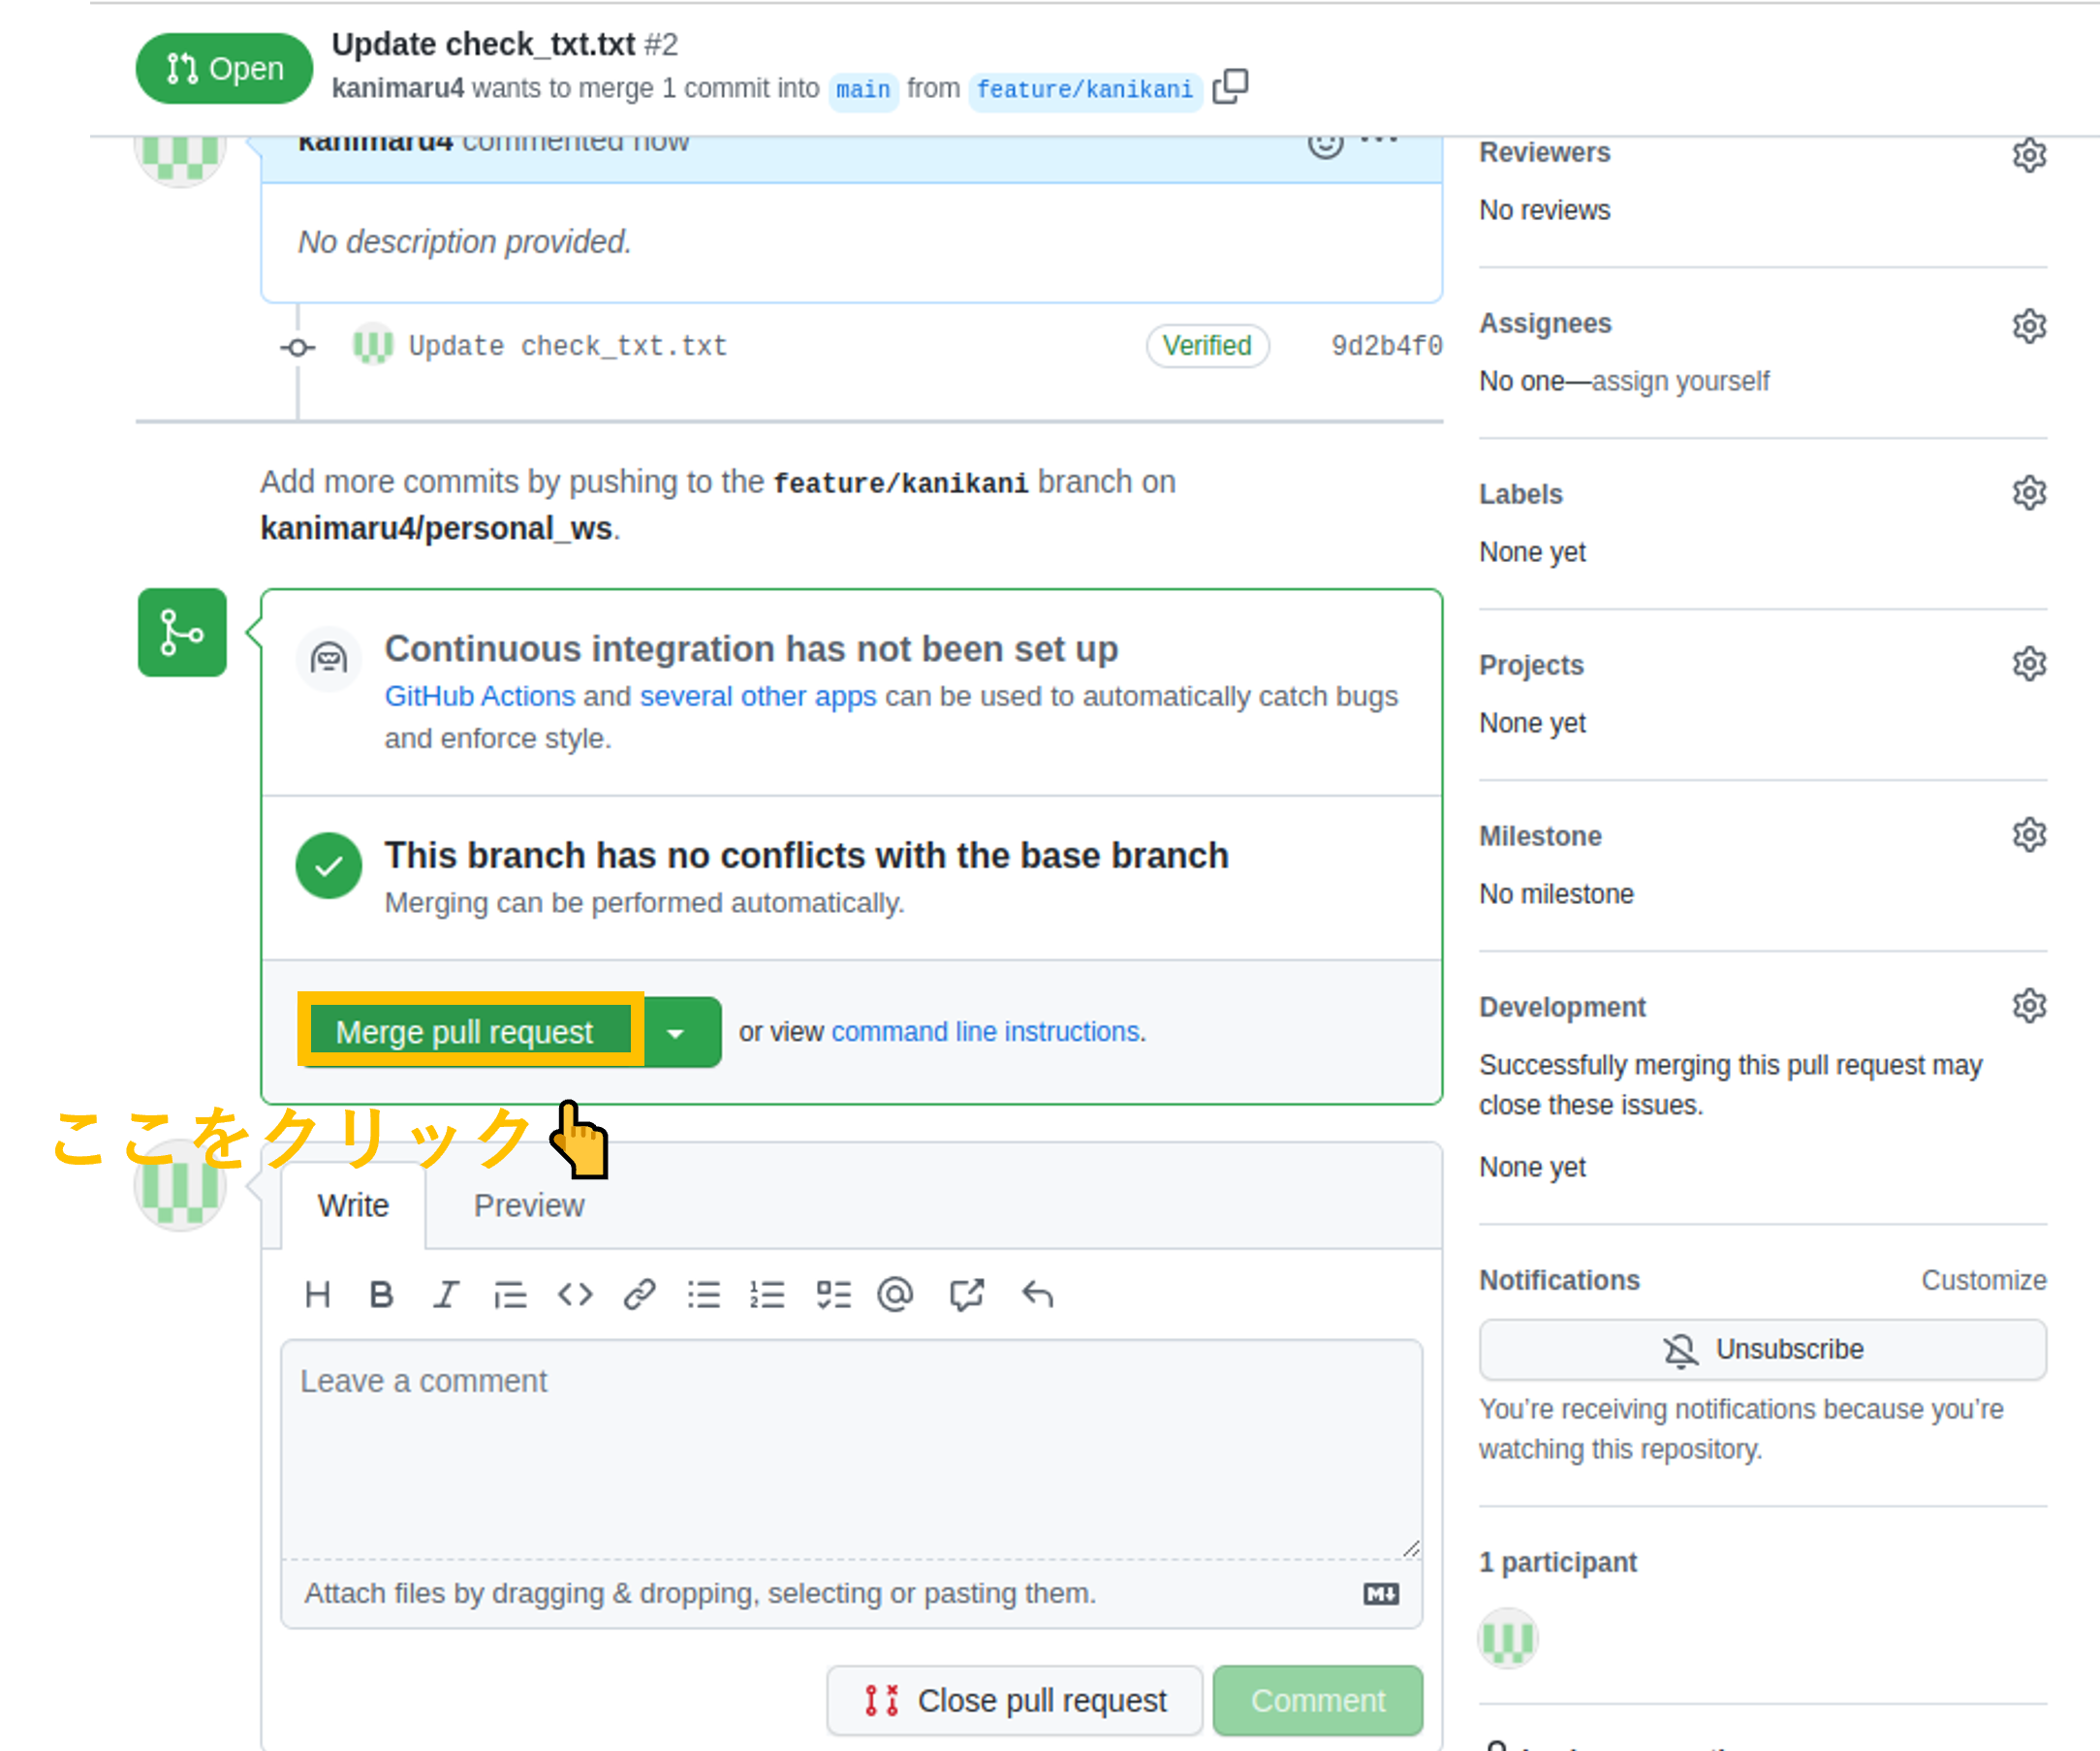 Open
Update check_txt.txt #2
kanimaru4 wants to merge 1 commit into main from feature/kanikani
kanimaru4 commented now
No description provided.
Update check_txt.txt Verified 9d2b4f0
Add more commits by pushing to the feature/kanikani branch on
kanimaru4/personal_ws.
Continuous integration has not been set up
GitHub Actions and several other apps can be used to automatically catch bugs
and enforce style.
This branch has no conflicts with the base branch
Merging can be performed automatically.
Merge pull request or view command line instructions.
ここをクリック
Write Preview
Leave a comment
Attach files by dragging & dropping, selecting or pasting them.
Close pull request Comment
Reviewers
No reviews
Assignees
No one—assign yourself
Labels
None yet
Projects
None yet
Milestone
No milestone
Development
Successfully merging this pull request may
close these issues.
None yet
Notifications Customize
Unsubscribe
You’re receiving notifications because you’re
watching this repository.
1 participant